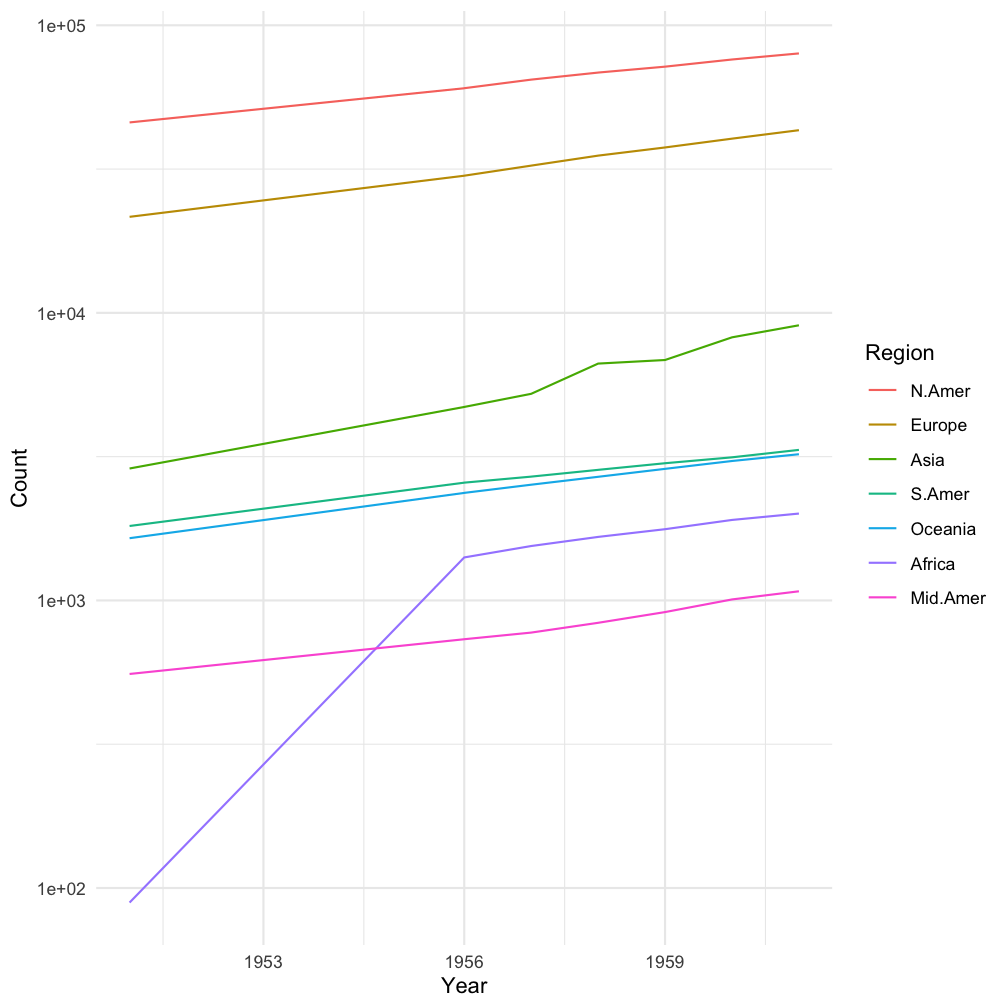 1e+05
1e+04
1e+03
1e+02
Count
1953
1956
1959
Year
Region
N.Amer
Europe
Asia
S.Amer
Oceania
Africa
Mid.Amer